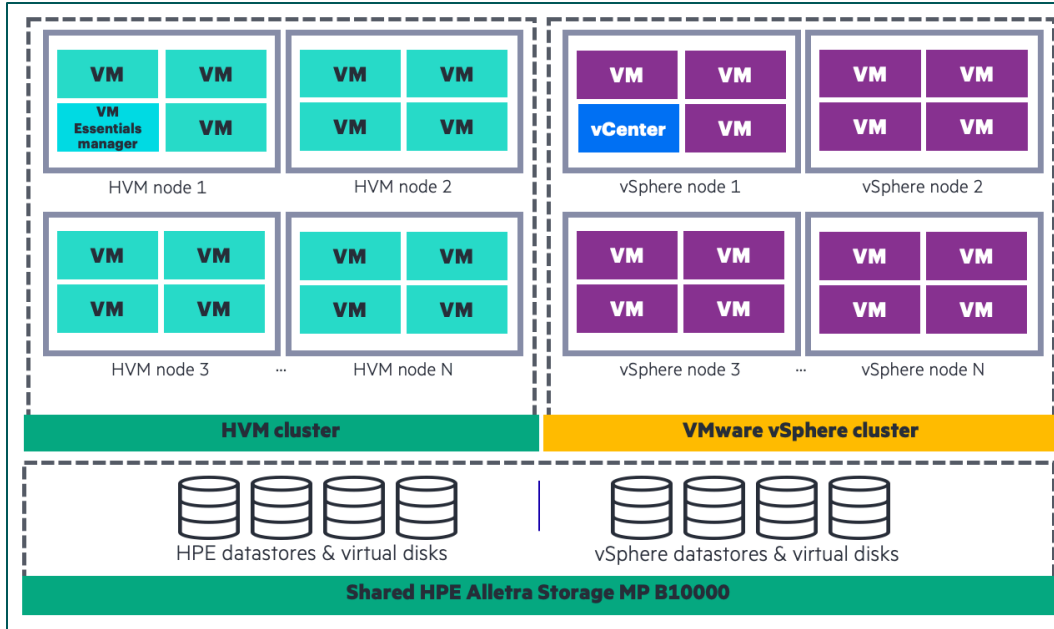 VM VM VM VM
VM Essentials manager VM VM VM
HVM node 1 HVM node 2
VM VM VM VM
VM VM VM VM
HVM node 3 ... HVM node N
HVM cluster
VM VM VM VM
vCenter VM VM VM
vSphere node 1 vSphere node 2
VM VM VM VM
VM VM VM VM
vSphere node 3 ... vSphere node N
VMware vSphere cluster
HPE datastores & virtual disks
vSphere datastores & virtual disks
Shared HPE Alletra Storage MP B10000